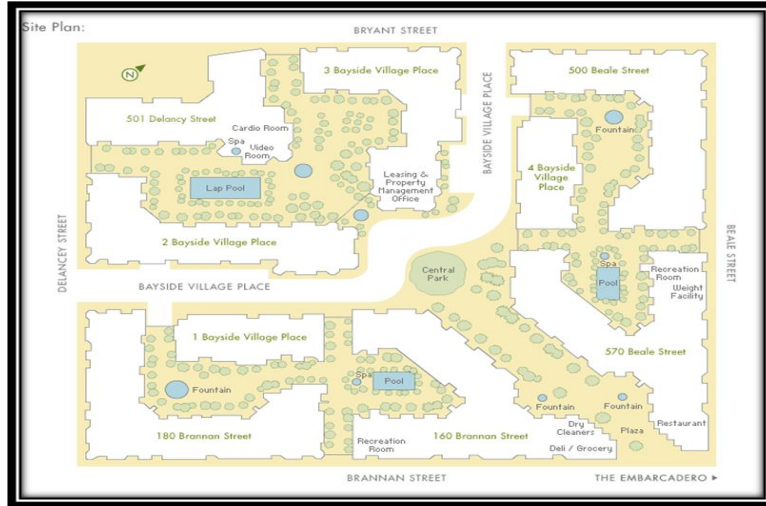 Site Plan:
BRYANT STREET
N
3 Bayside Village Place
500 Beale Street
501 Delancy Street
Cardio Room
Spa
Video
Room
Fountain
BAYSIDE VILLAGE PLACE
4 Bayside
Village
Place
Leasing &
Property
Management
Office
Lap Pool
2 Bayside Village Place
DELANCEY STREET
BEALE STREET
Central
Park
Spa
Pool
Recreation
Room
Weight
Facility
BAYSIDE VILLAGE PLACE
1 Bayside Village Place
570 Beale Street
Spa
Pool
Fountain
Fountain
Fountain
180 Brannan Street
Recreation
Room
160 Brannan Street
Dry
Cleaners
Deli / Grocery
Plaza
Restaurant
BRANNAN STREET
THE EMBARCADERO